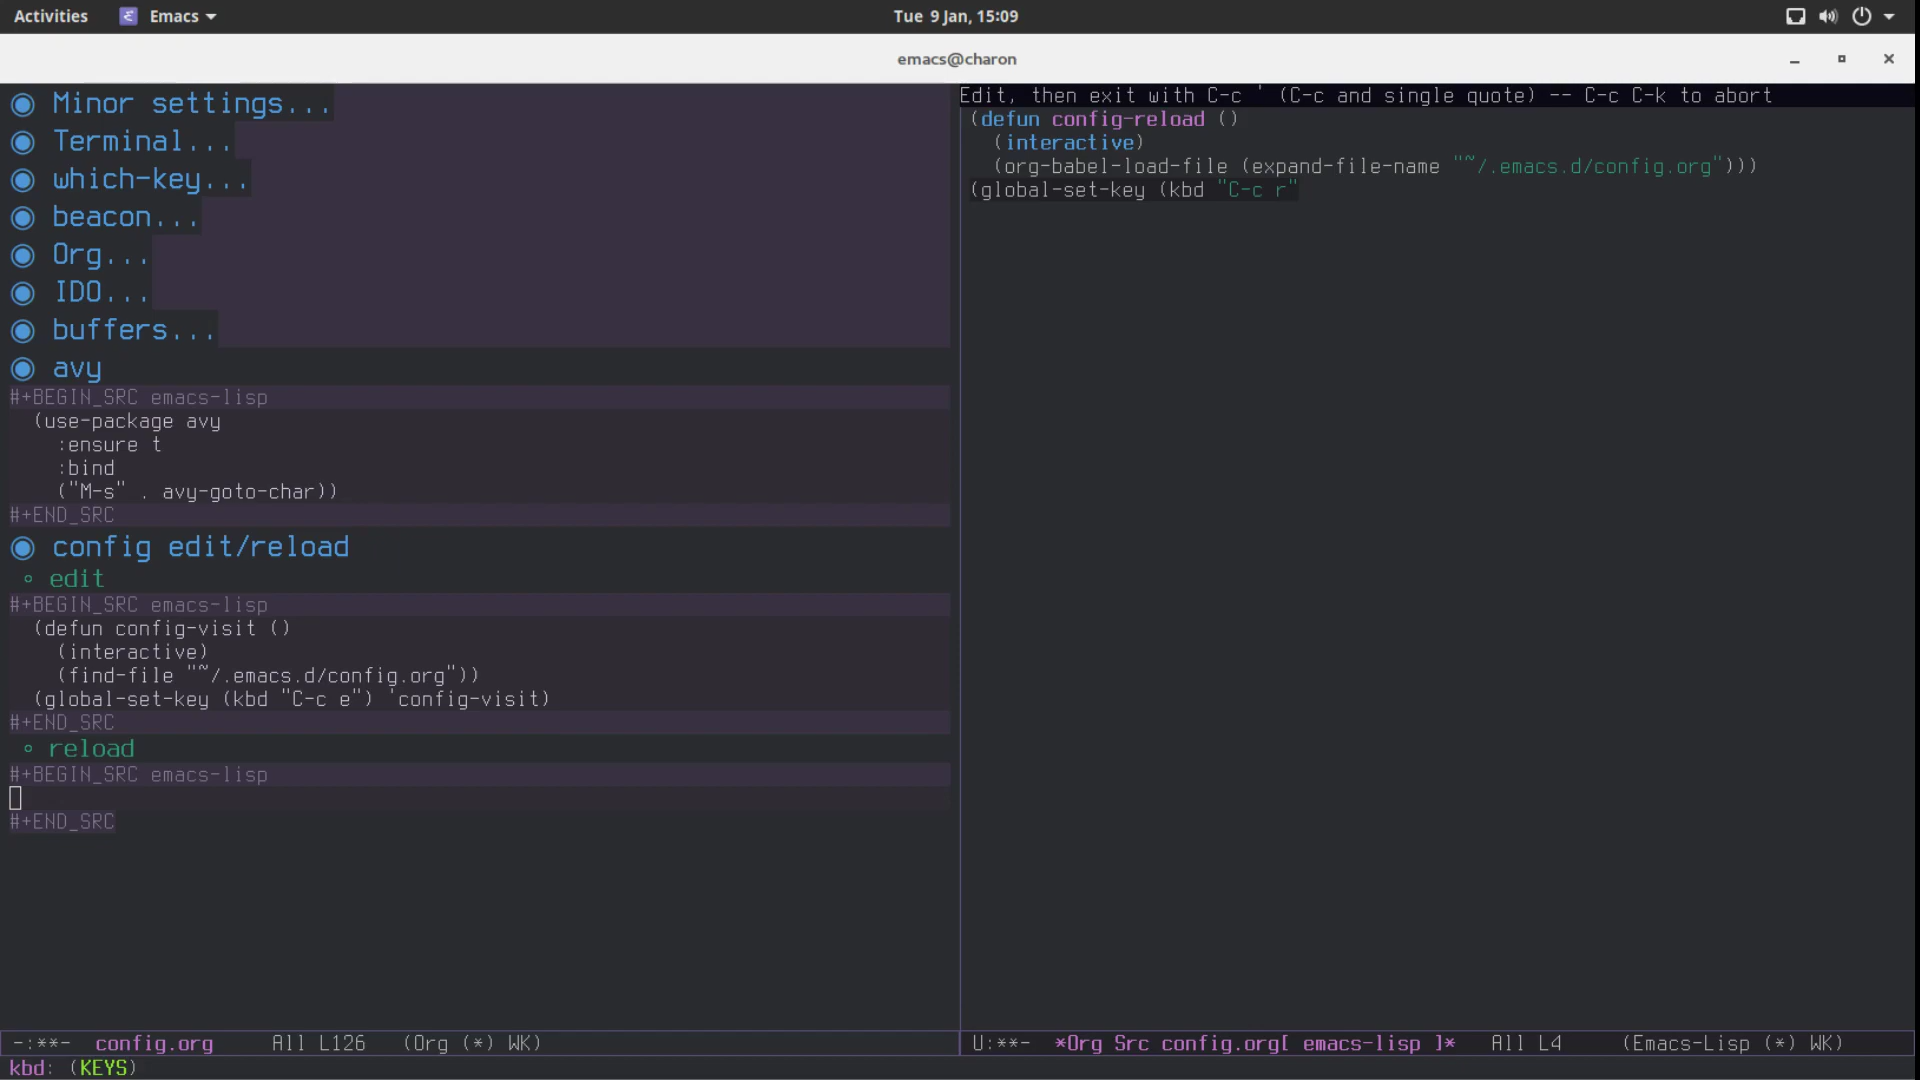 Activities Emacs Tue 9 Jan, 15:09
emacs@charon
Minor settings...
Terminal...
which-key...
beacon...
Org...
IDO...
buffers...
avy
#+BEGIN_SRC emacs-lisp
(use-package avy
:ensure t
:bind
("M-s" . avy-goto-char))
#+END_SRC
config edit/reload
edit
#+BEGIN_SRC emacs-lisp
(defun config-visit ()
(interactive)
(find-file "~/.emacs.d/config.org"))
(global-set-key (kbd "C-c e") 'config-visit)
#+END_SRC
reload
#+BEGIN_SRC emacs-lisp
#+END_SRC
-:**- config.org All L126 (Org (*) WK)
Edit, then exit with C-c ' (C-c and single quote) -- C-c C-k to abort
(defun config-reload ()
(interactive)
(org-babel-load-file (expand-file-name "~/.emacs.d/config.org")))
(global-set-key (kbd "C-c r"
U:**- *Org Src config.org[ emacs-lisp ]* All L4 (Emacs-Lisp (*) WK)
kbd: (KEYS)